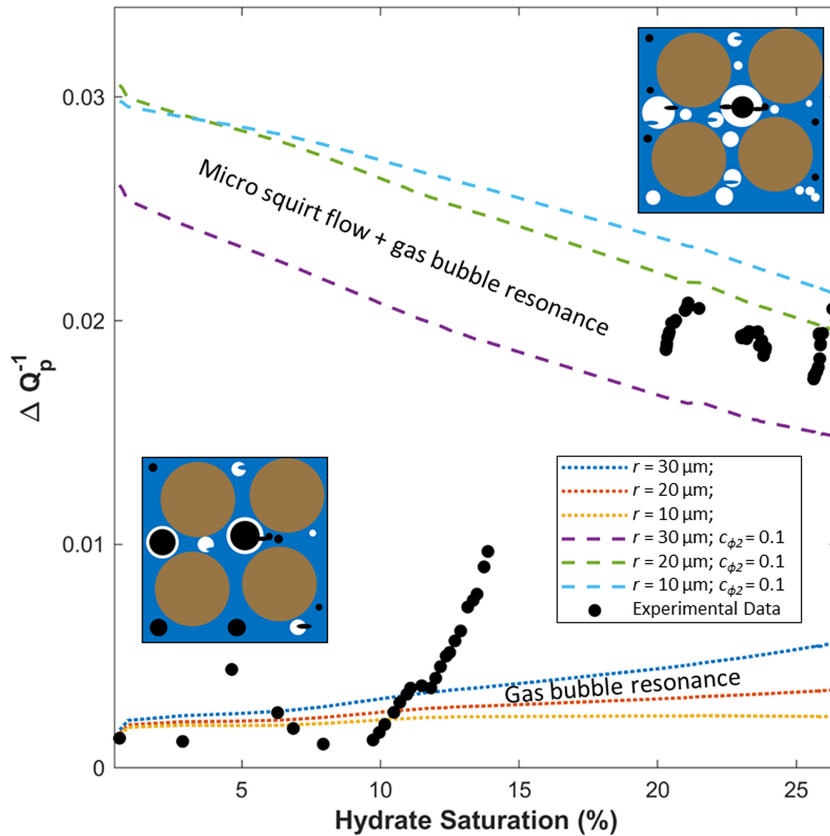 0.03
0.02
0.01
0
Δ Qp⁻¹
Micro squirt flow + gas bubble resonance
r = 30 μm;
r = 20 μm;
r = 10 μm;
r = 30 μm; cϕ2 = 0.1
r = 20 μm; cϕ2 = 0.1
r = 10 μm; cϕ2 = 0.1
Experimental Data
Gas bubble resonance
5 10 15 20 25
Hydrate Saturation (%)